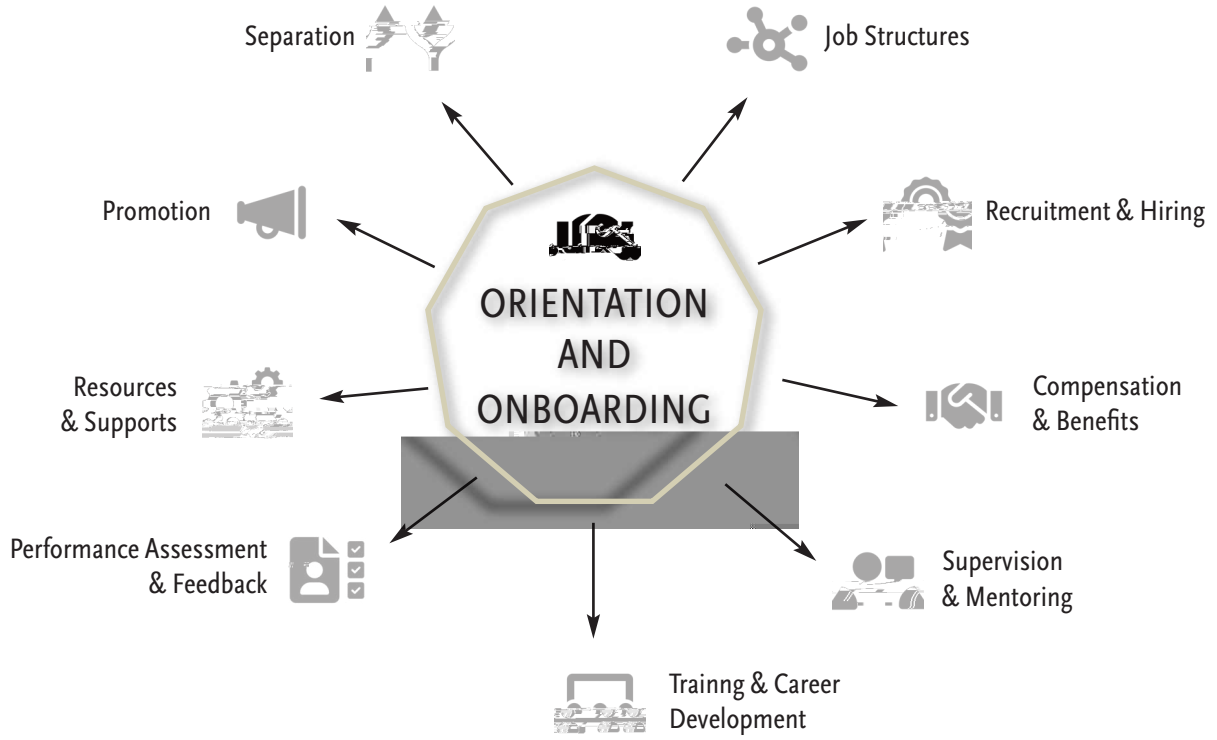 Separation
Job Structures
Promotion
Recruitment & Hiring
ORIENTATION
AND
ONBOARDING
Resources
& Supports
Compensation
& Benefits
Performance Assessment
& Feedback
Supervision
& Mentoring
Trainng & Career
Development